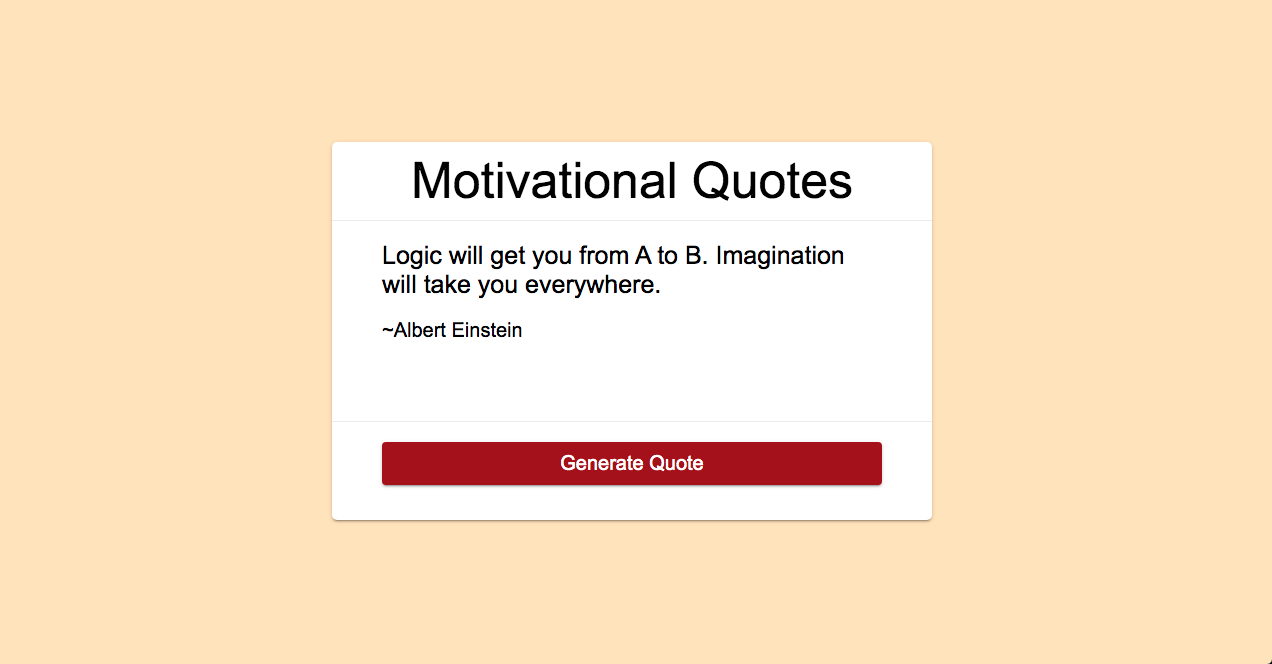 Motivational Quotes
Logic will get you from A to B. Imagination
will take you everywhere.
~Albert Einstein
Generate Quote